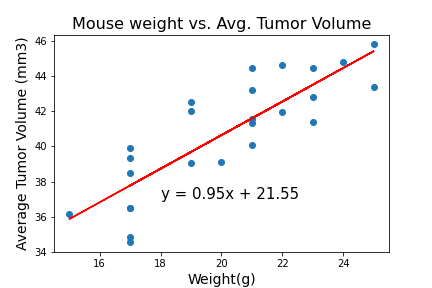 Mouse weight vs. Avg. Tumor Volume
Average Tumor Volume (mm3)
46
44
42
40
38
36
34
y = 0.95x + 21.55
16 18 20 22 24
Weight(g)